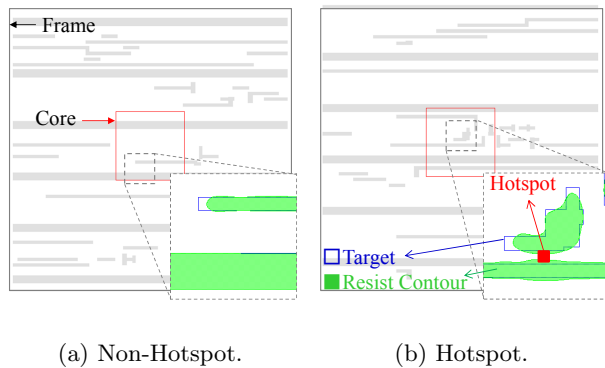 Frame
Core
Hotspot
Target
Resist Contour
(a) Non-Hotspot.
(b) Hotspot.